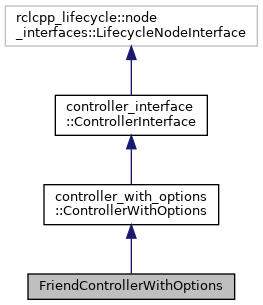 rclcpp_lifecycle::node
_interfaces::LifecycleNodeInterface
controller_interface
::ControllerInterface
controller_with_options
::ControllerWithOptions
FriendControllerWithOptions